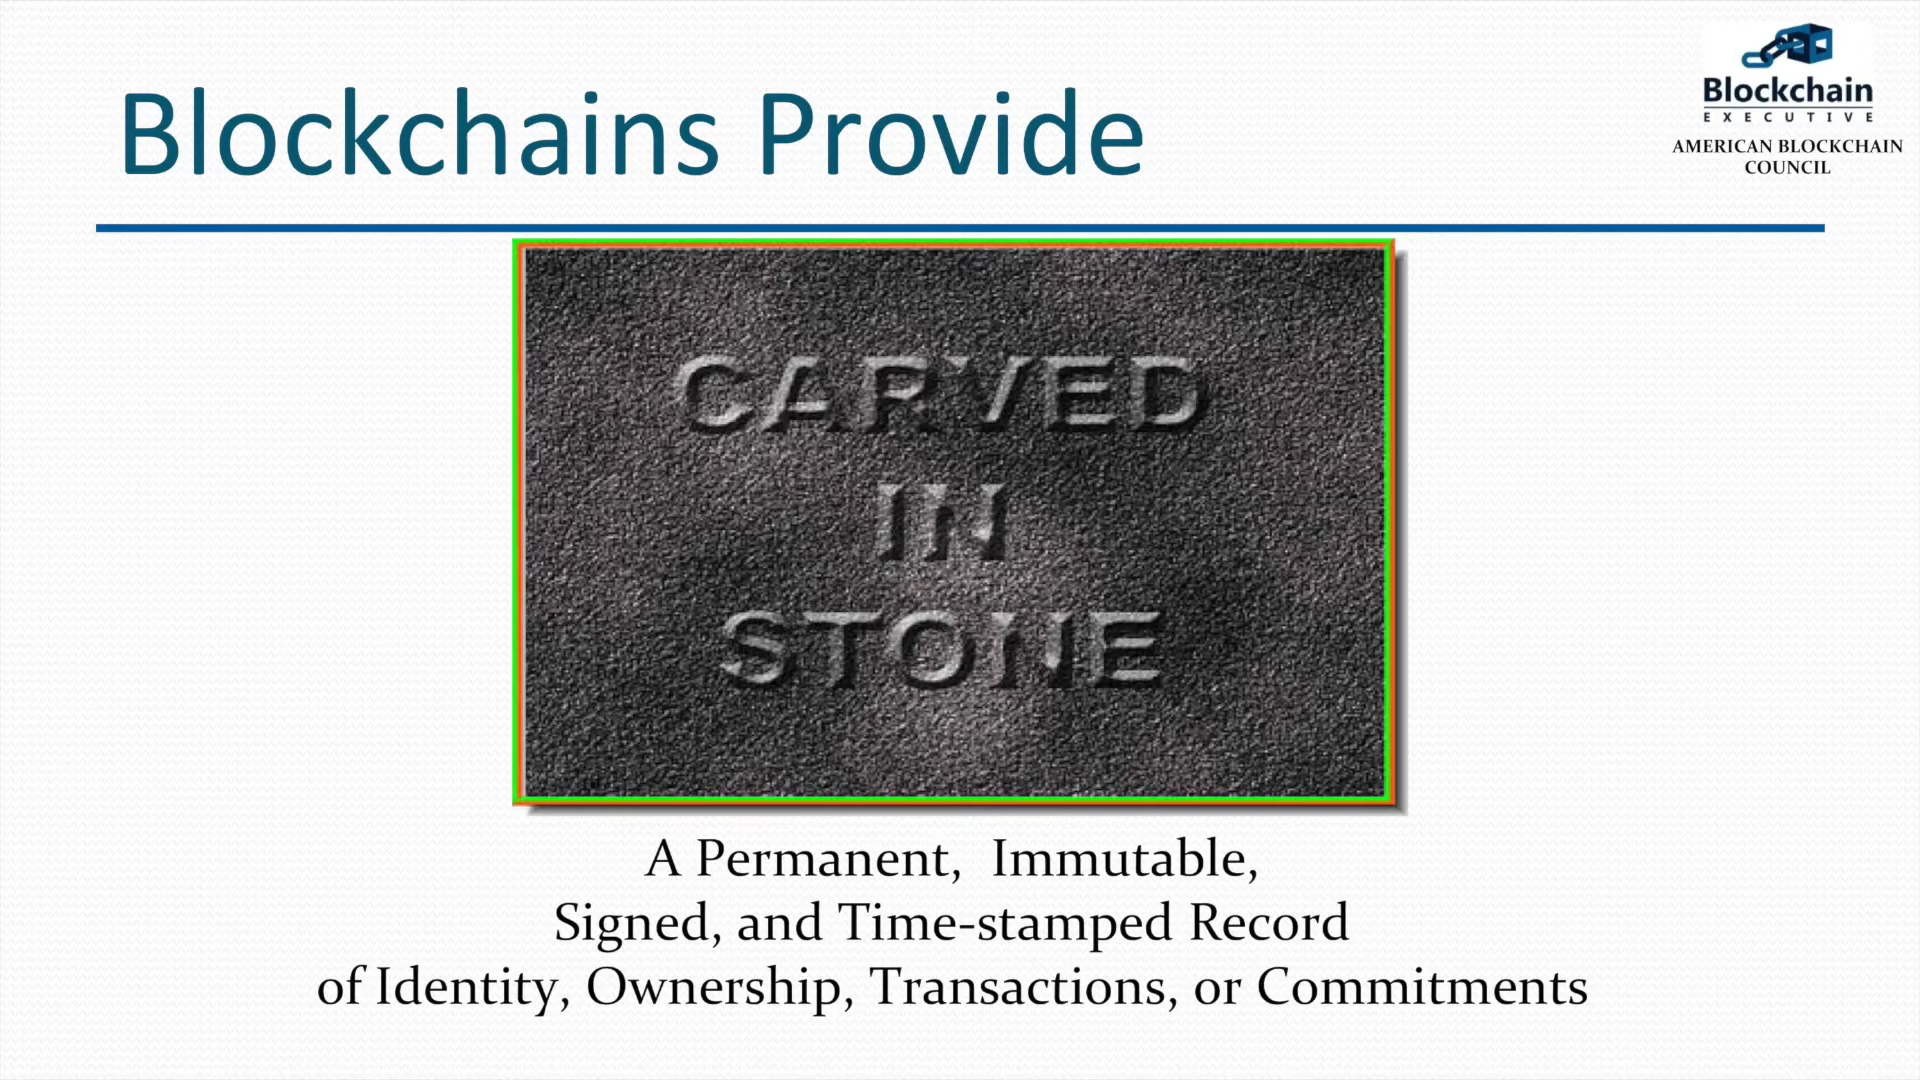 Blockchains Provide
Blockchain
EXECUTIVE
AMERICAN BLOCKCHAIN
COUNCIL
CARVED
IN
STONE
A Permanent, Immutable,
Signed, and Time-stamped Record
of Identity, Ownership, Transactions, or Commitments